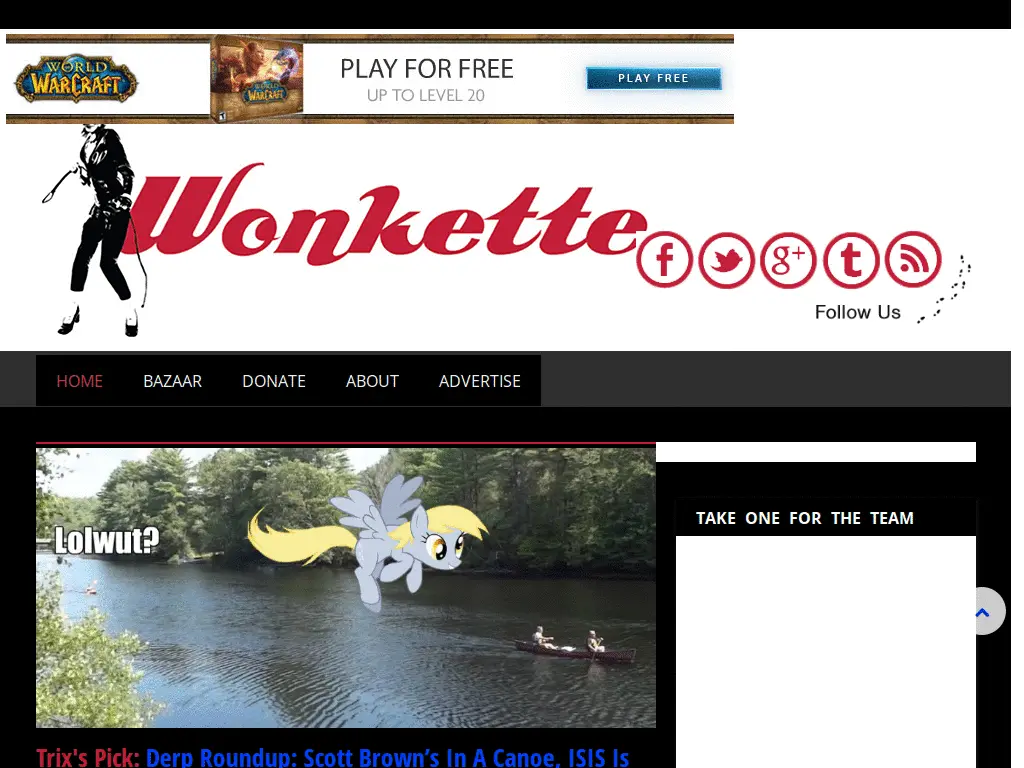 WORLD
WARCRAFT
PLAY FOR FREE
UP TO LEVEL 20
PLAY FREE
Wonkette
Follow Us
HOME BAZAAR DONATE ABOUT ADVERTISE
Lolwut?
TAKE ONE FOR THE TEAM
Trix's Pick: Derp Roundup: Scott Brown’s In A Canoe, ISIS Is